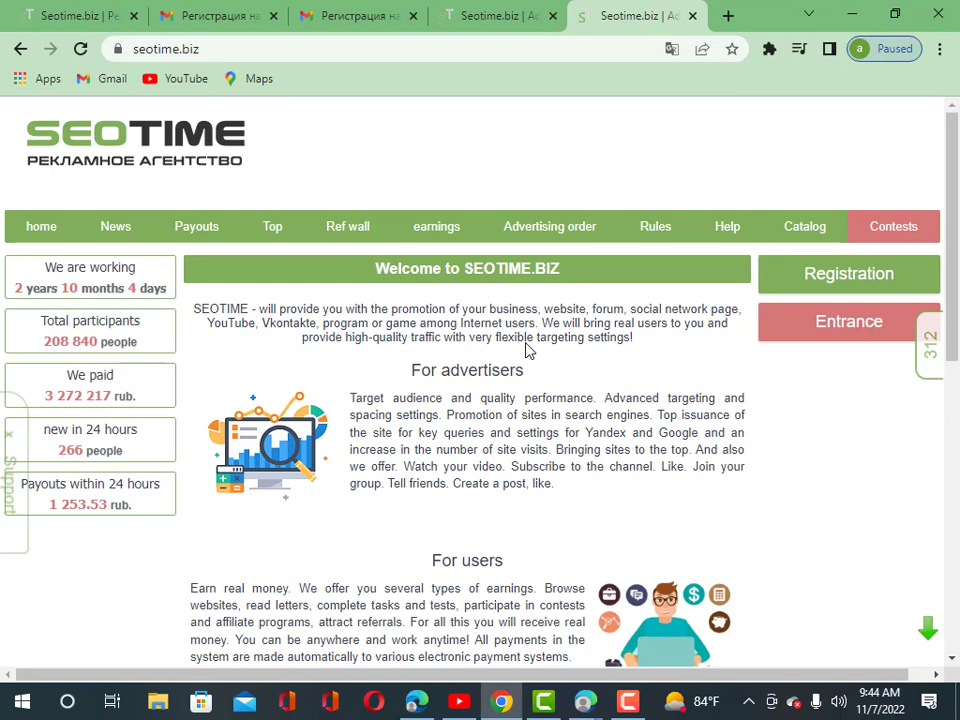 Seotime.biz | Pe
Регистрация на
Регистрация на
Seotime.biz | Ac
Seotime.biz | Ad
seotime.biz
a Paused
Apps Gmail YouTube Maps
SEOTIME
РЕКЛАМНОЕ АГЕНТСТВО
home News Payouts Top Ref wall earnings Advertising order Rules Help Catalog Contests
We are working
2 years 10 months 4 days
Total participants
208 840 people
We paid
3 272 217 rub.
new in 24 hours
266 people
Payouts within 24 hours
1 253.53 rub.
x Support
Welcome to SEOTIME.BIZ
SEOTIME - will provide you with the promotion of your business, website, forum, social network page,
YouTube, Vkontakte, program or game among Internet users. We will bring real users to you and
provide high-quality traffic with very flexible targeting settings!
For advertisers
Target audience and quality performance. Advanced targeting and
spacing settings. Promotion of sites in search engines. Top issuance of
the site for key queries and settings for Yandex and Google and an
increase in the number of site visits. Bringing sites to the top. And also
we offer. Watch your video. Subscribe to the channel. Like. Join your
group. Tell friends. Create a post, like.
For users
Earn real money. We offer you several types of earnings. Browse
websites, read letters, complete tasks and tests, participate in contests
and affiliate programs, attract referrals. For all this you will receive real
money. You can be anywhere and work anytime! All payments in the
system are made automatically to various electronic payment systems.
Registration
Entrance
312
84°F
9:44 AM
11/7/2022